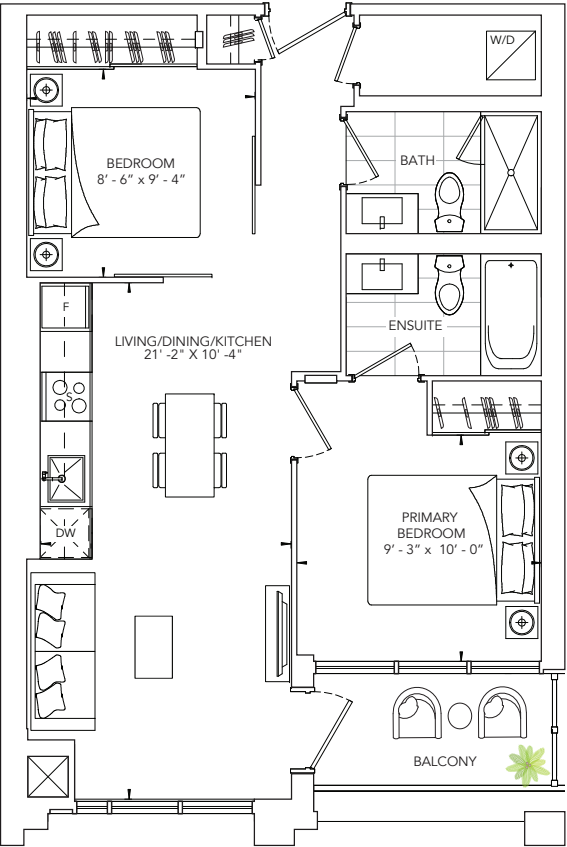 W/D
BATH
BEDROOM
8' - 6" x 9' - 4"
F
LIVING/DINING/KITCHEN
21' -2" X 10' -4"
ENSUITE
S
PRIMARY
BEDROOM
9' - 3" x 10' - 0"
DW
BALCONY